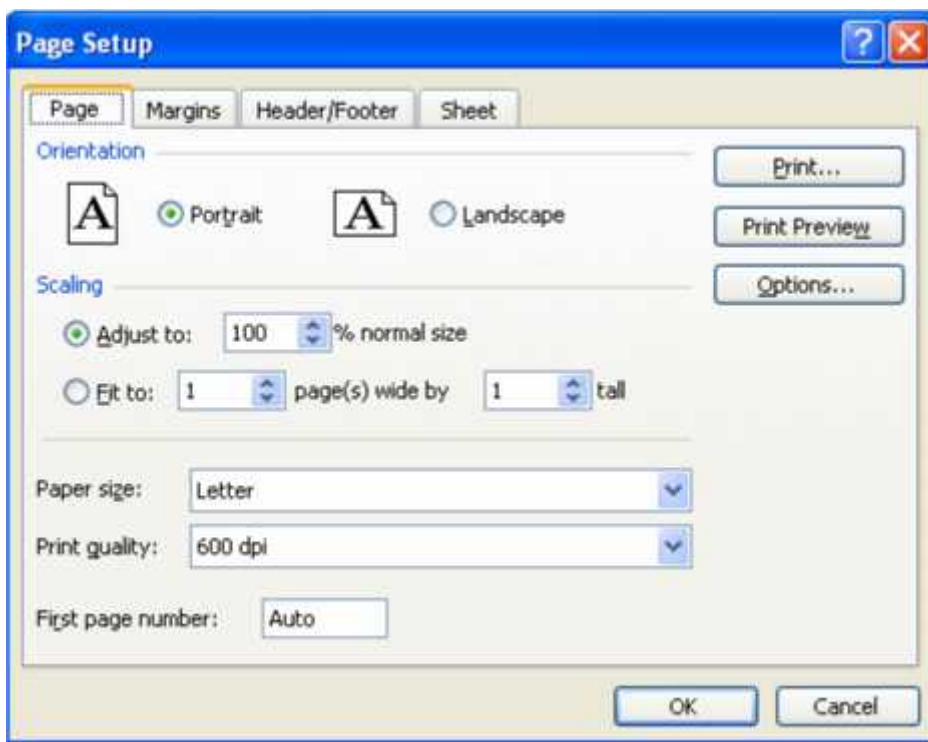 Page Setup
Page Margins Header/Footer Sheet
Orientation
Print...
A Portrait A Landscape
Print Preview
Scaling
Options...
Adjust to: 100 % normal size
Fit to: 1 page(s) wide by 1 tall
Paper size: Letter
Print quality: 600 dpi
First page number: Auto
OK Cancel